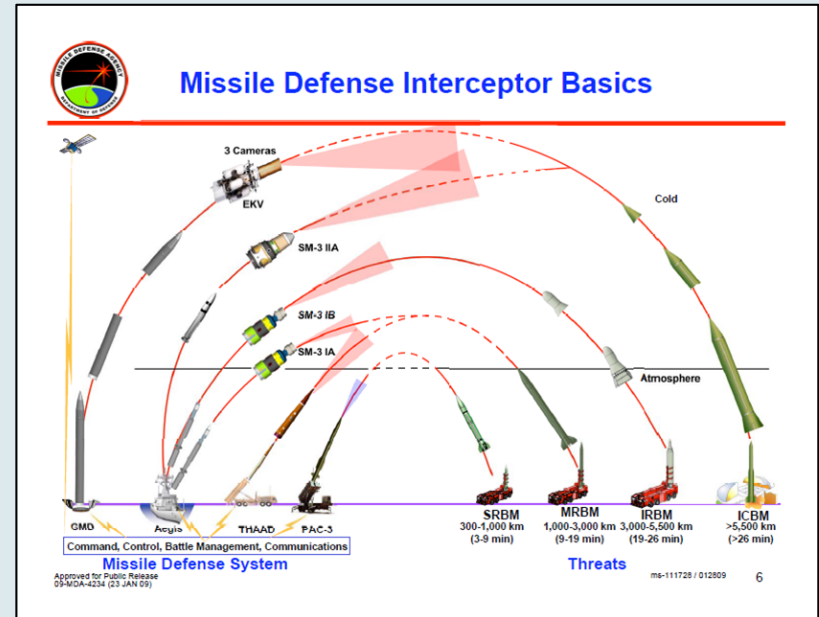 MISSILE DEFENSE AGENCY
DEPARTMENT OF DEFENSE
Missile Defense Interceptor Basics
3 Cameras
EKV
Cold
SM-3 IIA
SM-3 IB
SM-3 IA
Atmosphere
GMD
Aegis
THAAD
PAC-3
SRBM
300-1,000 km
(3-9 min)
MRBM
1,000-3,000 km
(9-19 min)
IRBM
3,000-5,500 km
(19-26 min)
ICBM
>5,500 km
(>26 min)
Command, Control, Battle Management, Communications
Missile Defense System
Threats
Approved for Public Release
09-MDA-4234 (23 JAN 09)
ms-111728 / 012809
6